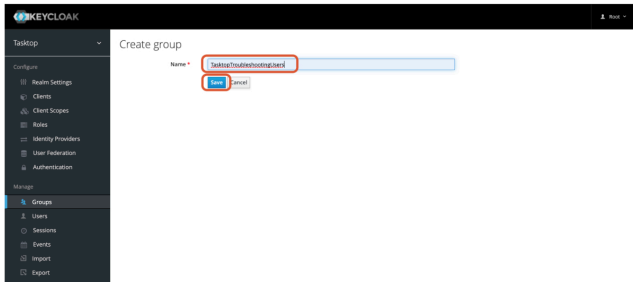 KEYCLOAK
Root
Tasktop
Create group
Configure
Name *
TasktopTroubleshootingUsers
Save
Cancel
Realm Settings
Clients
Client Scopes
Roles
Identity Providers
User Federation
Authentication
Manage
Groups
Users
Sessions
Events
Import
Export